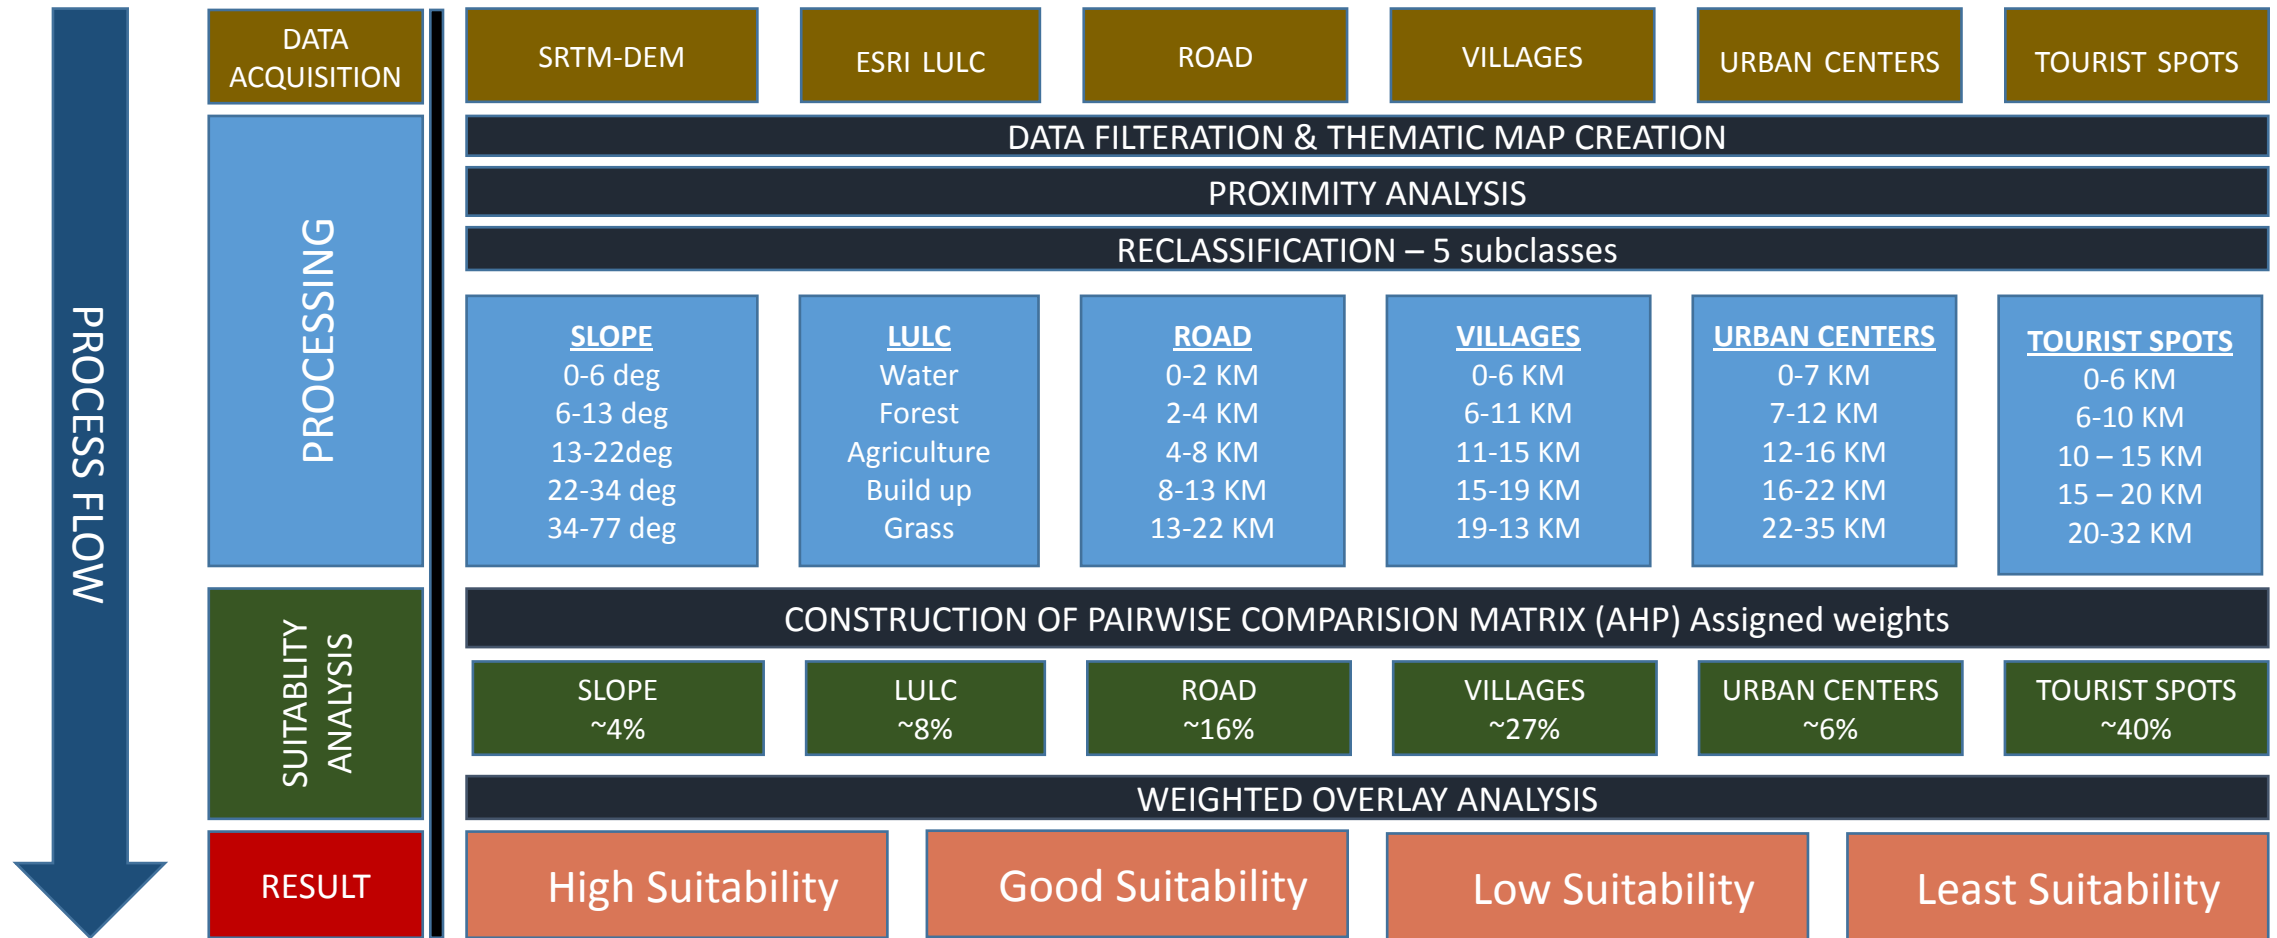 PROCESS FLOW
DATA
ACQUISITION
SRTM-DEM
ESRI LULC
ROAD
VILLAGES
URBAN CENTERS
TOURIST SPOTS
PROCESSING
DATA FILTERATION & THEMATIC MAP CREATION
PROXIMITY ANALYSIS
RECLASSIFICATION – 5 subclasses
SLOPE
0-6 deg
6-13 deg
13-22deg
22-34 deg
34-77 deg
LULC
Water
Forest
Agriculture
Build up
Grass
ROAD
0-2 KM
2-4 KM
4-8 KM
8-13 KM
13-22 KM
VILLAGES
0-6 KM
6-11 KM
11-15 KM
15-19 KM
19-13 KM
URBAN CENTERS
0-7 KM
7-12 KM
12-16 KM
16-22 KM
22-35 KM
TOURIST SPOTS
0-6 KM
6-10 KM
10 – 15 KM
15 – 20 KM
20-32 KM
SUITABLITY
ANALYSIS
CONSTRUCTION OF PAIRWISE COMPARISION MATRIX (AHP) Assigned weights
SLOPE
~4%
LULC
~8%
ROAD
~16%
VILLAGES
~27%
URBAN CENTERS
~6%
TOURIST SPOTS
~40%
WEIGHTED OVERLAY ANALYSIS
RESULT
High Suitability
Good Suitability
Low Suitability
Least Suitability